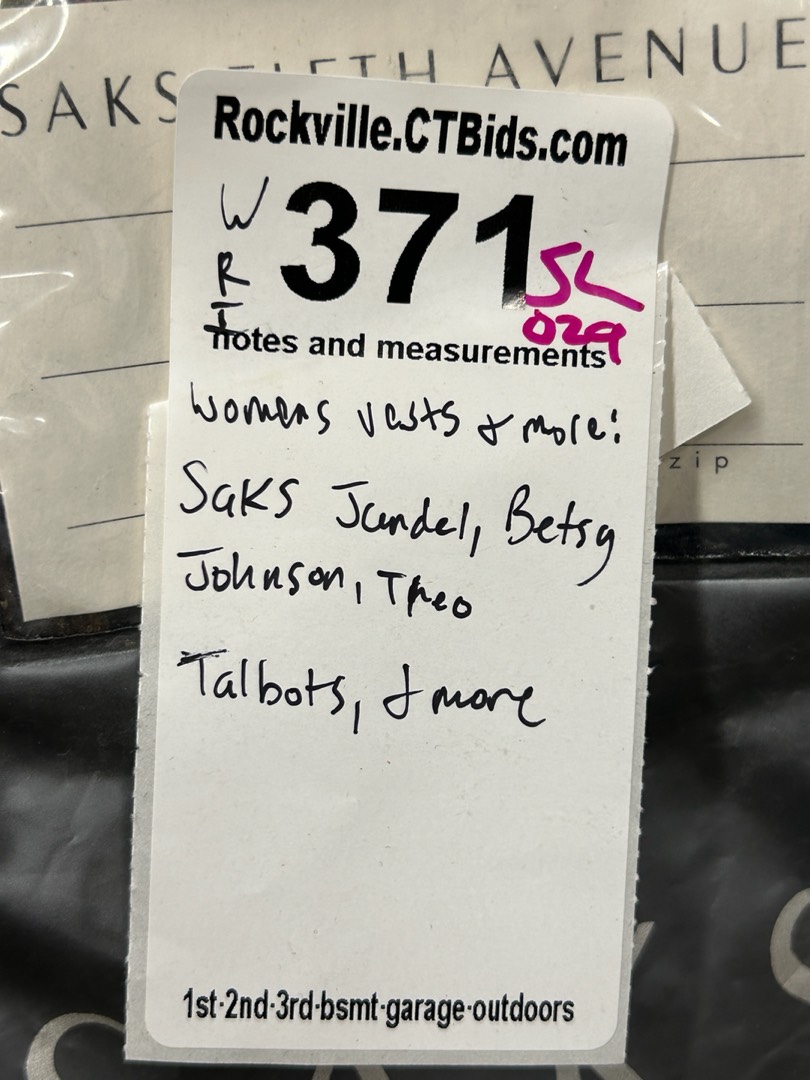 SAKS FIFTH AVENUE
Rockville.CTBids.com
W
R
I
371
SL
029
notes and measurements
Womens vests & more:
Saks Jandel, Betsy
Johnson, Theo
Talbots, & more
zip
1st-2nd-3rd-bsmt-garage-outdoors